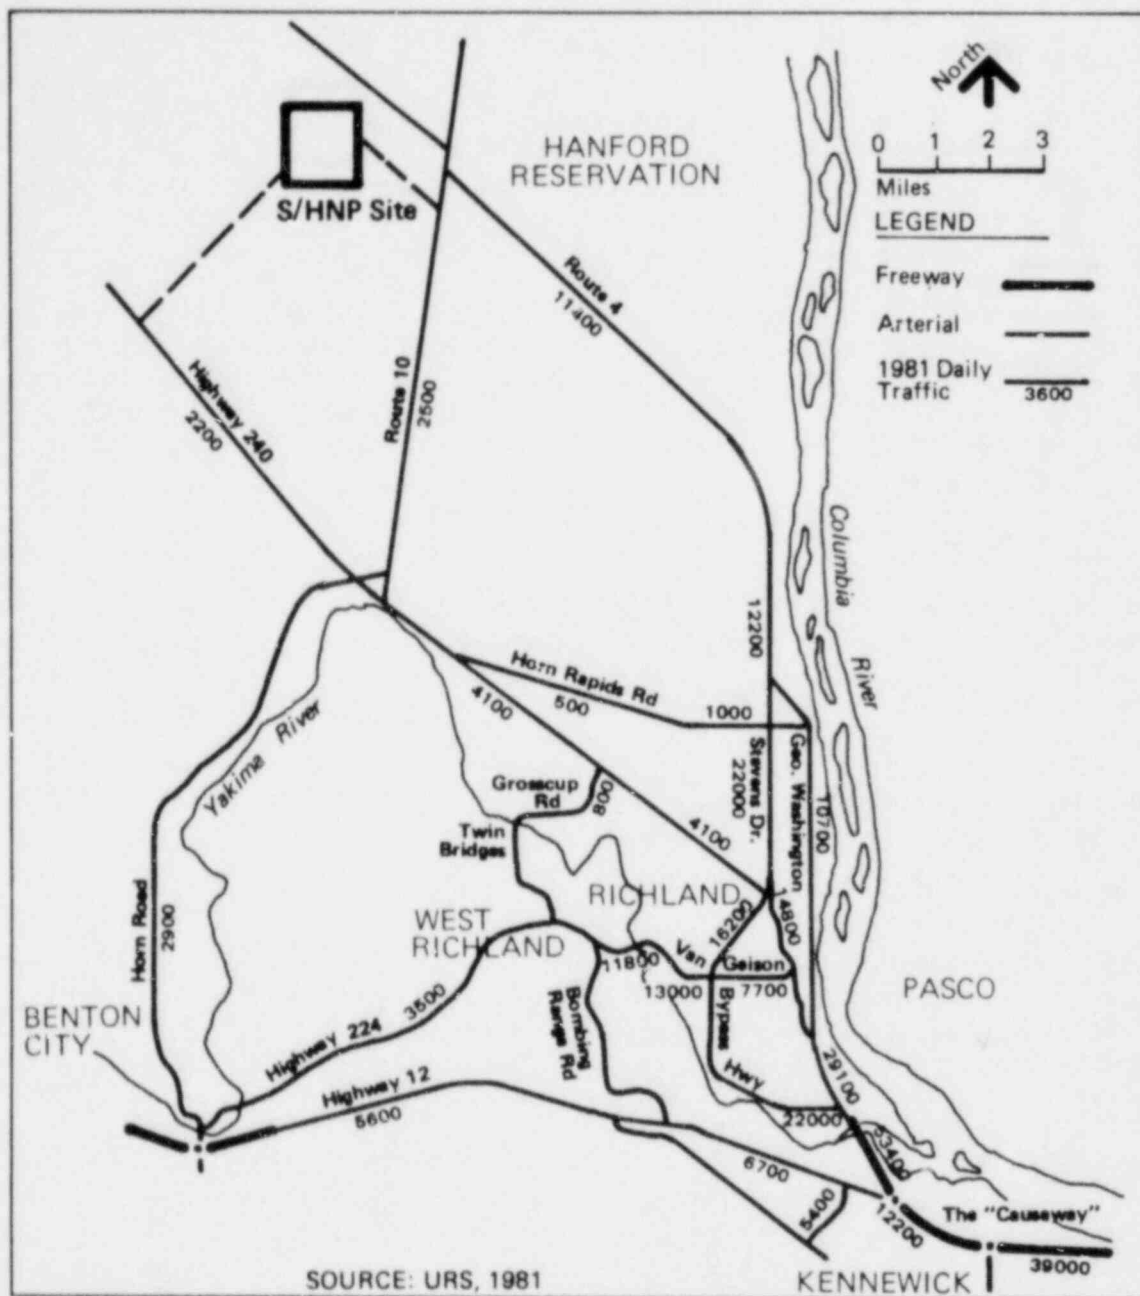 North
0 1 2 3
Miles
HANFORD
RESERVATION
S/HNP Site
LEGEND
Freeway
Arterial
1981 Daily
Traffic
3600
Route 4
11400
Highway 240
2200
Route 10
2500
Columbia
River
12200
Horn Rapids Rd
500
1000
4100
Stevens Dr.
22000
Geo. Washington
10700
Yakima River
Grosscup
Rd
800
Twin
Bridges
4100
RICHLAND
14800
16200
WEST
RICHLAND
Horn Road
2900
Van Geison
11800
13000
7700
Bypass
Hwy
PASCO
BENTON
CITY
Highway 224
3500
Bombing
Range Rd
29100
Highway 12
5600
22000
53400
6700
5400
12200
The "Causeway"
39000
SOURCE: URS, 1981
KENNEWICK